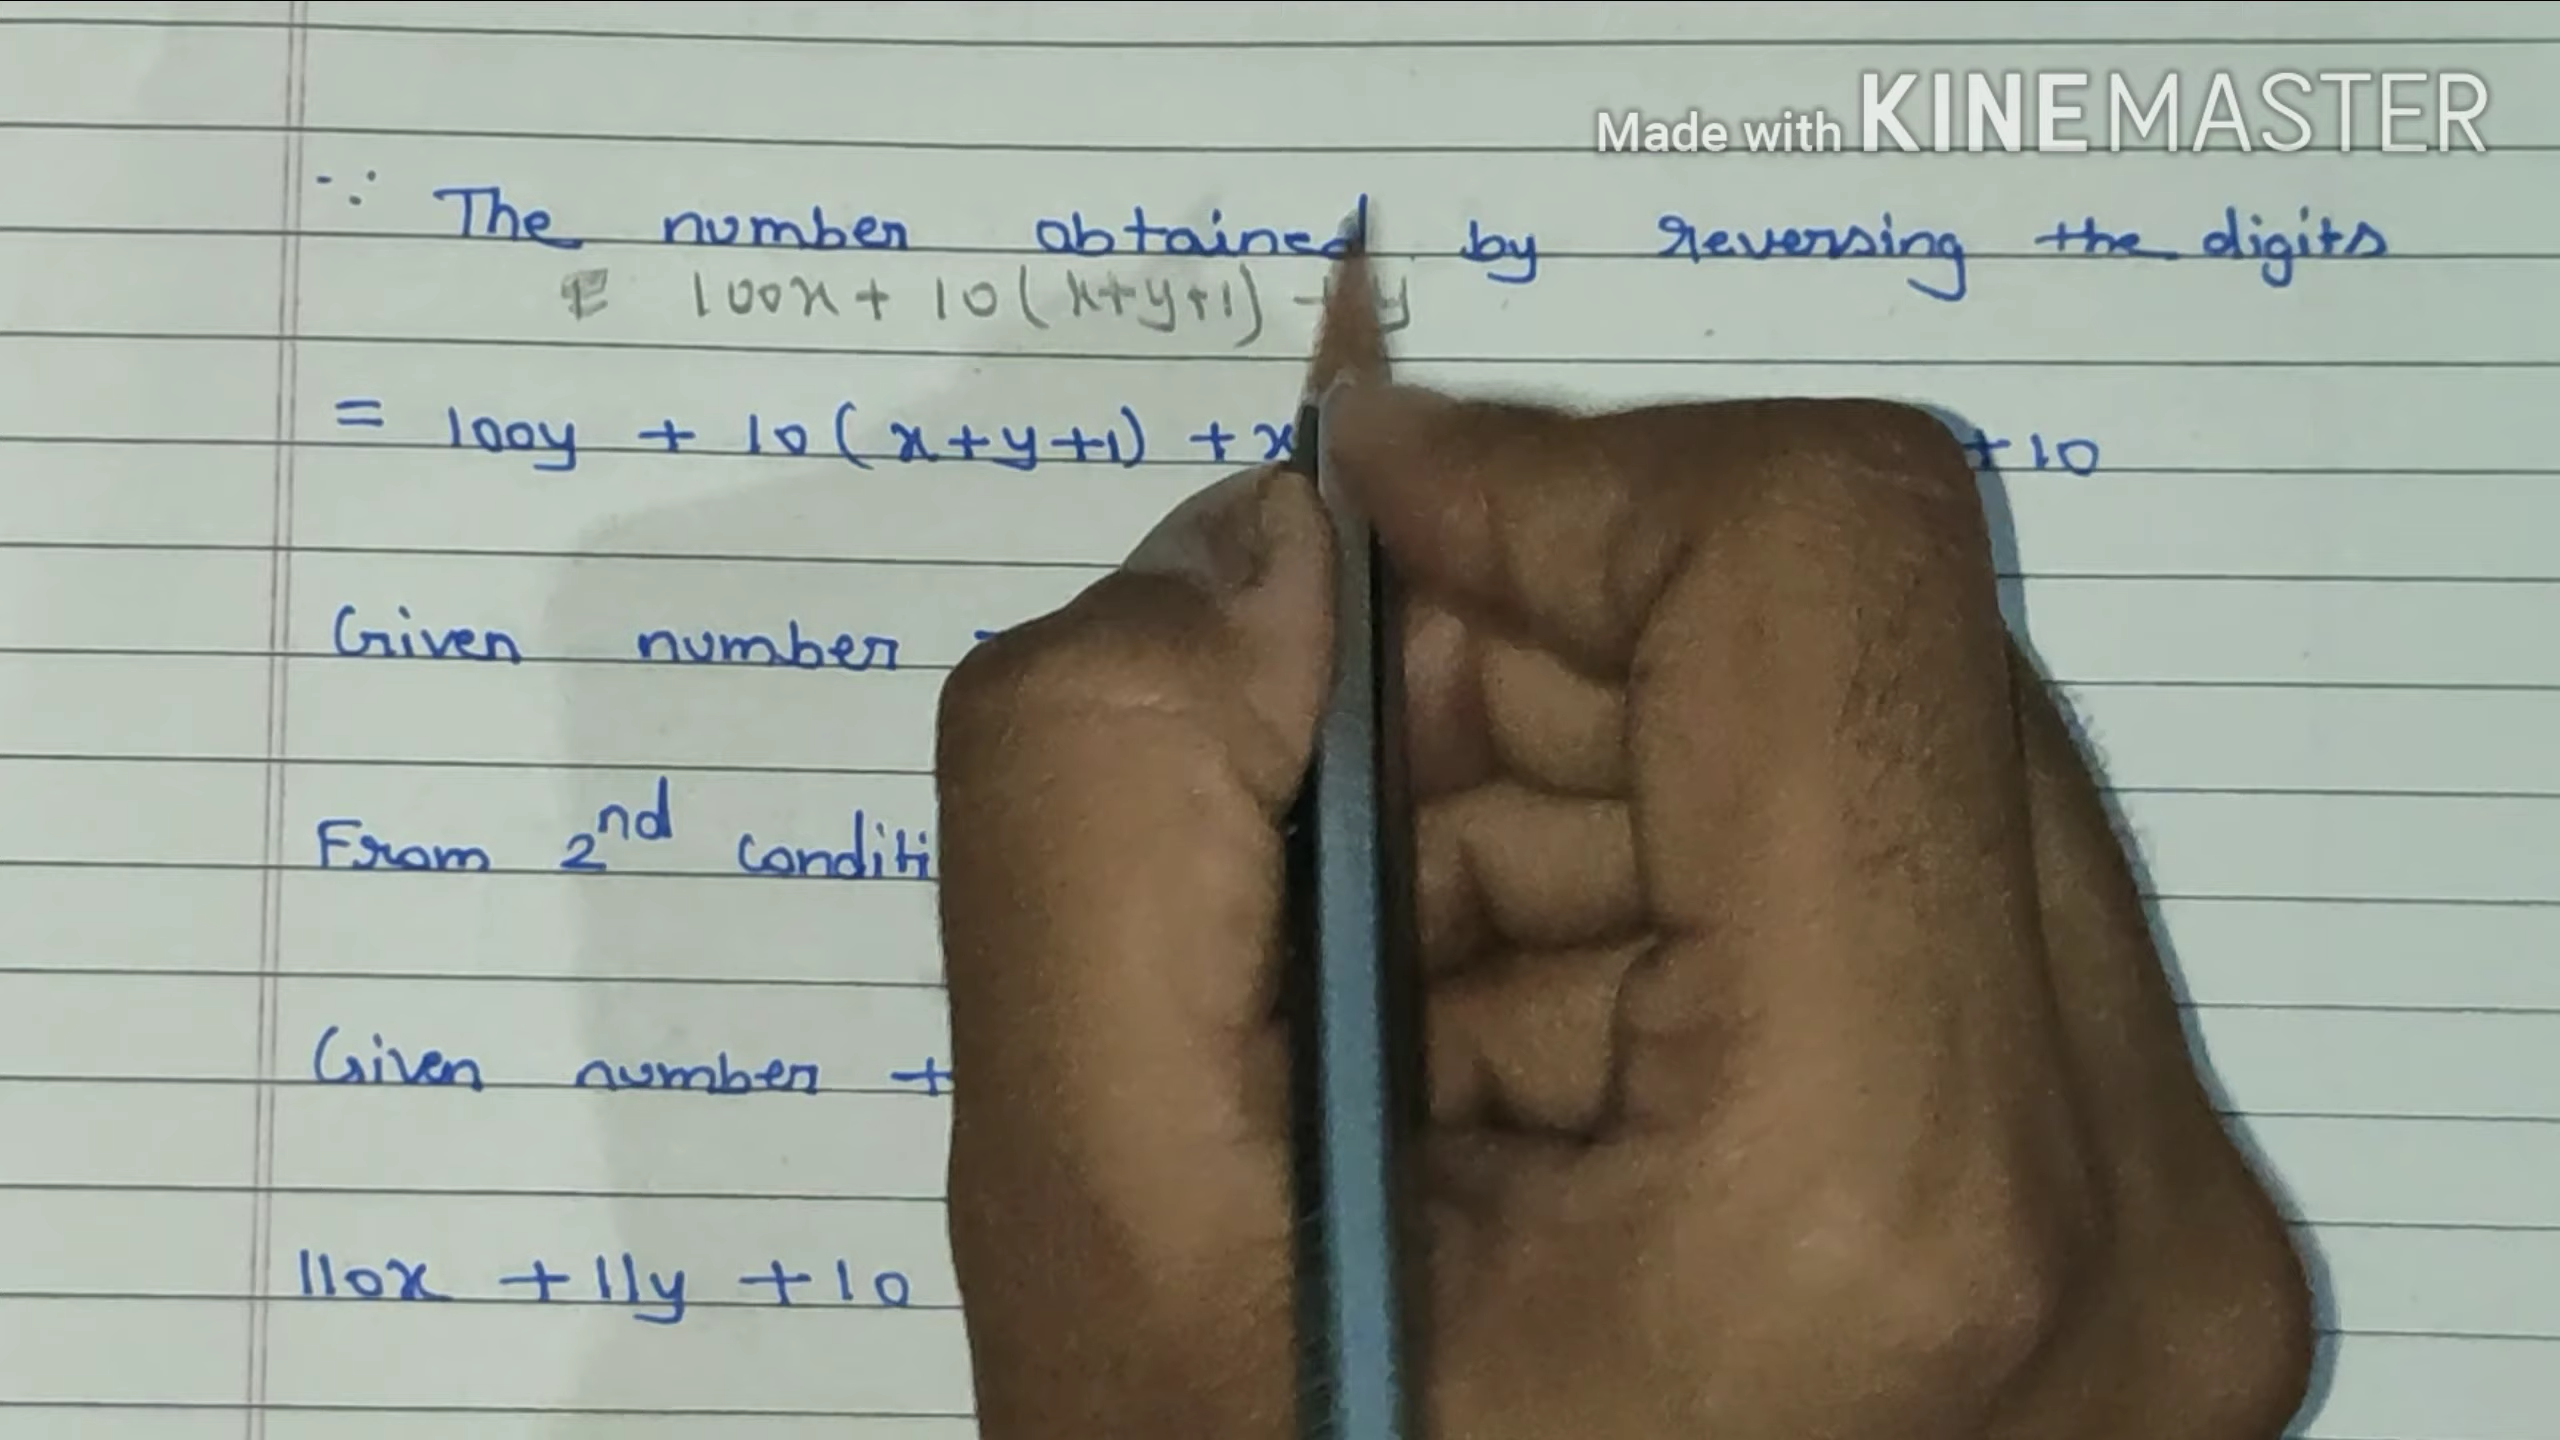 Made with KINEMASTER
∵ The number obtained by reversing the digits
= 100x + 10(x+y+1) + y
= 100y + 10(x+y+1) +x +10
Given number
From 2nd
Given number +
110x +11y +10